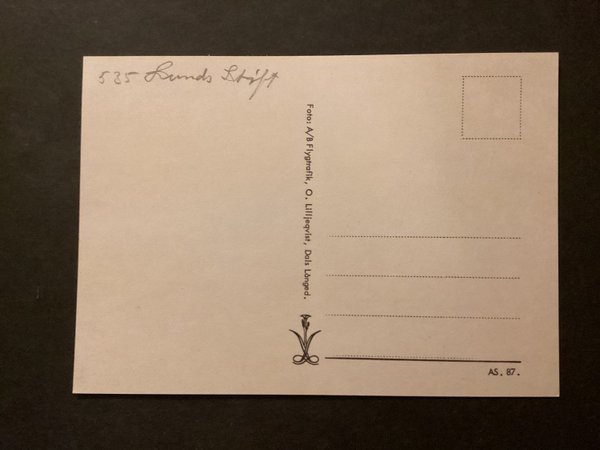 535 Lunds Stift
Foto: A/B Flygtrafik, O. Lilljeqvist, Dals Långed.
AS. 87.